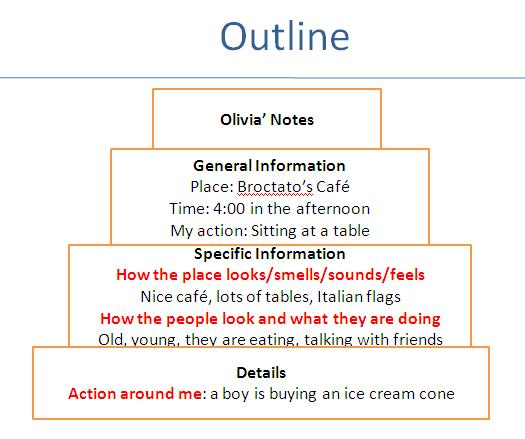 Outline
Olivia’ Notes
General Information
Place: Broctato’s Café
Time: 4:00 in the afternoon
My action: Sitting at a table
Specific Information
How the place looks/smells/sounds/feels
Nice café, lots of tables, Italian flags
How the people look and what they are doing
Old, young, they are eating, talking with friends
Details
Action around me: a boy is buying an ice cream cone